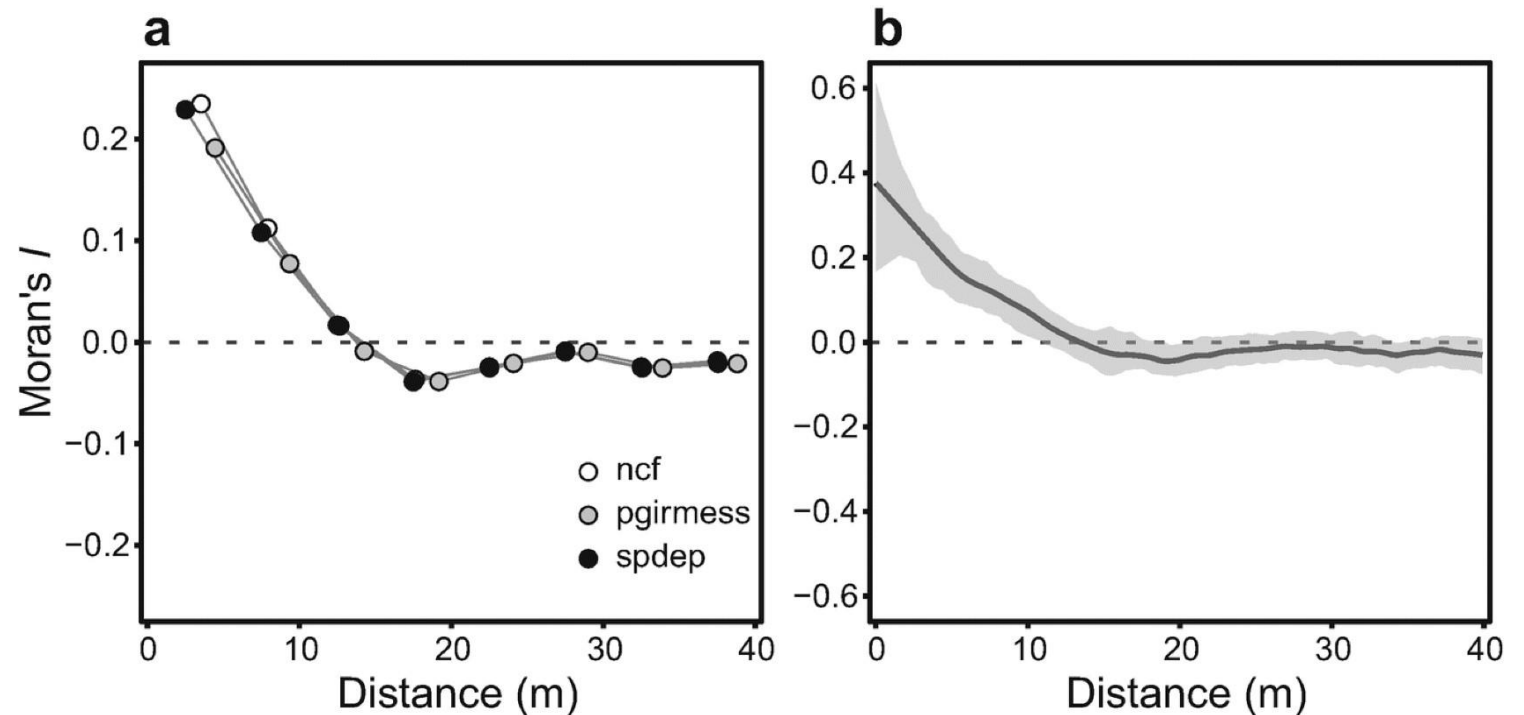 a
b
Moran's I
0.2
0.1
0.0
−0.1
−0.2
ncf
pgirmess
spdep
0 10 20 30 40
Distance (m)
0.6
0.4
0.2
0.0
−0.2
−0.4
−0.6
0 10 20 30 40
Distance (m)